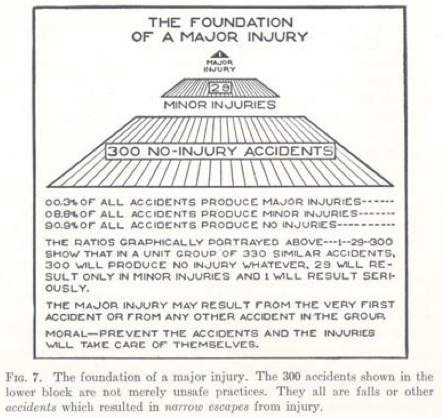 THE FOUNDATION
OF A MAJOR INJURY
1
MAJOR
INJURY
29
MINOR INJURIES
300 NO-INJURY ACCIDENTS
00.3% OF ALL ACCIDENTS PRODUCE MAJOR INJURIES------
08.8% OF ALL ACCIDENTS PRODUCE MINOR INJURIES------
90.9% OF ALL ACCIDENTS PRODUCE NO INJURIES-------
THE RATIOS GRAPHICALLY PORTRAYED ABOVE---1--29-300
SHOW THAT IN A UNIT GROUP OF 330 SIMILAR ACCIDENTS,
300 WILL PRODUCE NO INJURY WHATEVER, 29 WILL RE-
SULT ONLY IN MINOR INJURIES AND 1 WILL RESULT SERI-
OUSLY.
THE MAJOR INJURY MAY RESULT FROM THE VERY FIRST
ACCIDENT OR FROM ANY OTHER ACCIDENT IN THE GROUP.
MORAL—PREVENT THE ACCIDENTS AND THE INJURIES
WILL TAKE CARE OF THEMSELVES.
FIG. 7. The foundation of a major injury. The 300 accidents shown in the
lower block are not merely unsafe practices. They all are falls or other
accidents which resulted in narrow escapes from injury.